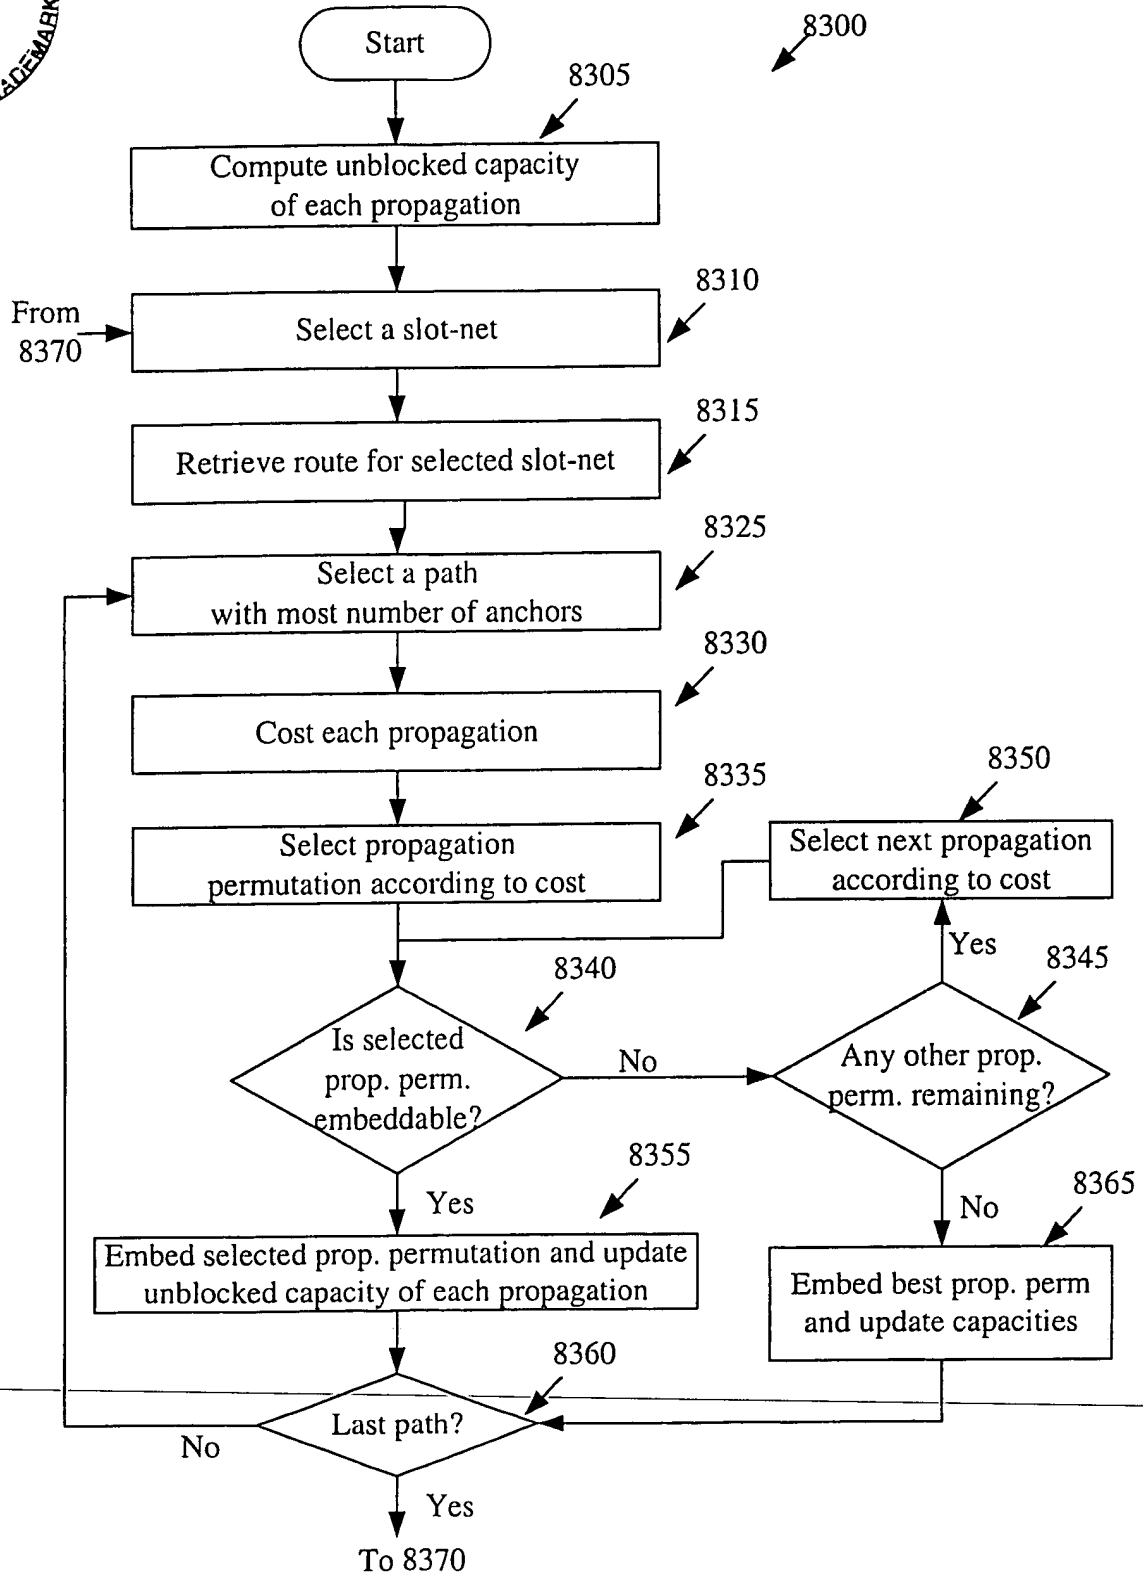 8300
Start
8305
Compute unblocked capacity
of each propagation
8310
From
8370
Select a slot-net
8315
Retrieve route for selected slot-net
8325
Select a path
with most number of anchors
8330
Cost each propagation
8335
Select propagation
permutation according to cost
8350
Select next propagation
according to cost
Yes
8340
Is selected
prop. perm.
embeddable?
No
8345
Any other prop.
perm. remaining?
Yes
No
8355
Embed selected prop. permutation and update
unblocked capacity of each propagation
8365
Embed best prop. perm
and update capacities
8360
Last path?
No
Yes
To 8370